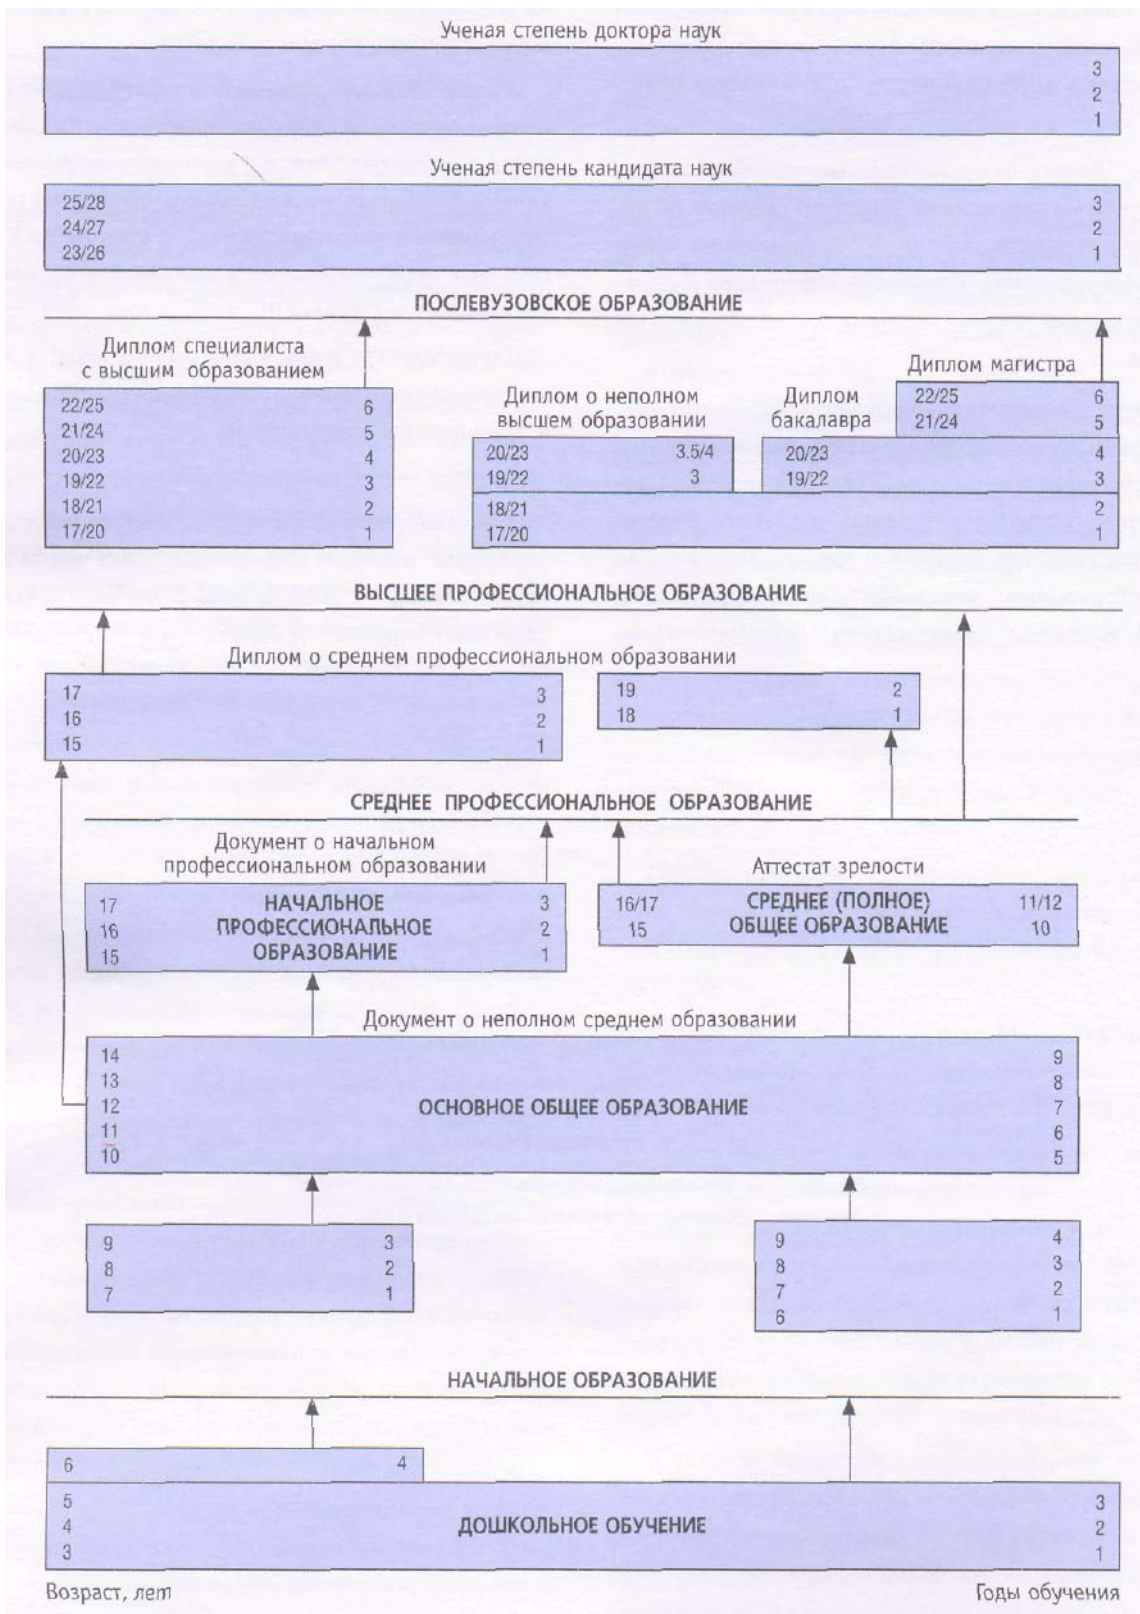 Ученая степень доктора наук
3
2
1
Ученая степень кандидата наук
25/28 3
24/27 2
23/26 1
ПОСЛЕВУЗОВСКОЕ ОБРАЗОВАНИЕ
Диплом специалиста
с высшим образованием
22/25 6
21/24 5
20/23 4
19/22 3
18/21 2
17/20 1
Диплом о неполном
высшем образовании
20/23 3.5/4
19/22 3
Диплом
бакалавра
Диплом магистра
22/25 6
21/24 5
20/23 4
19/22 3
18/21 2
17/20 1
ВЫСШЕЕ ПРОФЕССИОНАЛЬНОЕ ОБРАЗОВАНИЕ
Диплом о среднем профессиональном образовании
17 3
16 2
15 1
19 2
18 1
СРЕДНЕЕ ПРОФЕССИОНАЛЬНОЕ ОБРАЗОВАНИЕ
Документ о начальном
профессиональном образовании
17 НАЧАЛЬНОЕ 3
16 ПРОФЕССИОНАЛЬНОЕ 2
15 ОБРАЗОВАНИЕ 1
Аттестат зрелости
16/17 СРЕДНЕЕ (ПОЛНОЕ) 11/12
15 ОБЩЕЕ ОБРАЗОВАНИЕ 10
Документ о неполном среднем образовании
14 9
13 8
12 ОСНОВНОЕ ОБЩЕЕ ОБРАЗОВАНИЕ 7
11 6
10 5
9 3
8 2
7 1
9 4
8 3
7 2
6 1
НАЧАЛЬНОЕ ОБРАЗОВАНИЕ
6 4
5 3
4 ДОШКОЛЬНОЕ ОБУЧЕНИЕ 2
3 1
Возраст, лет Годы обучения